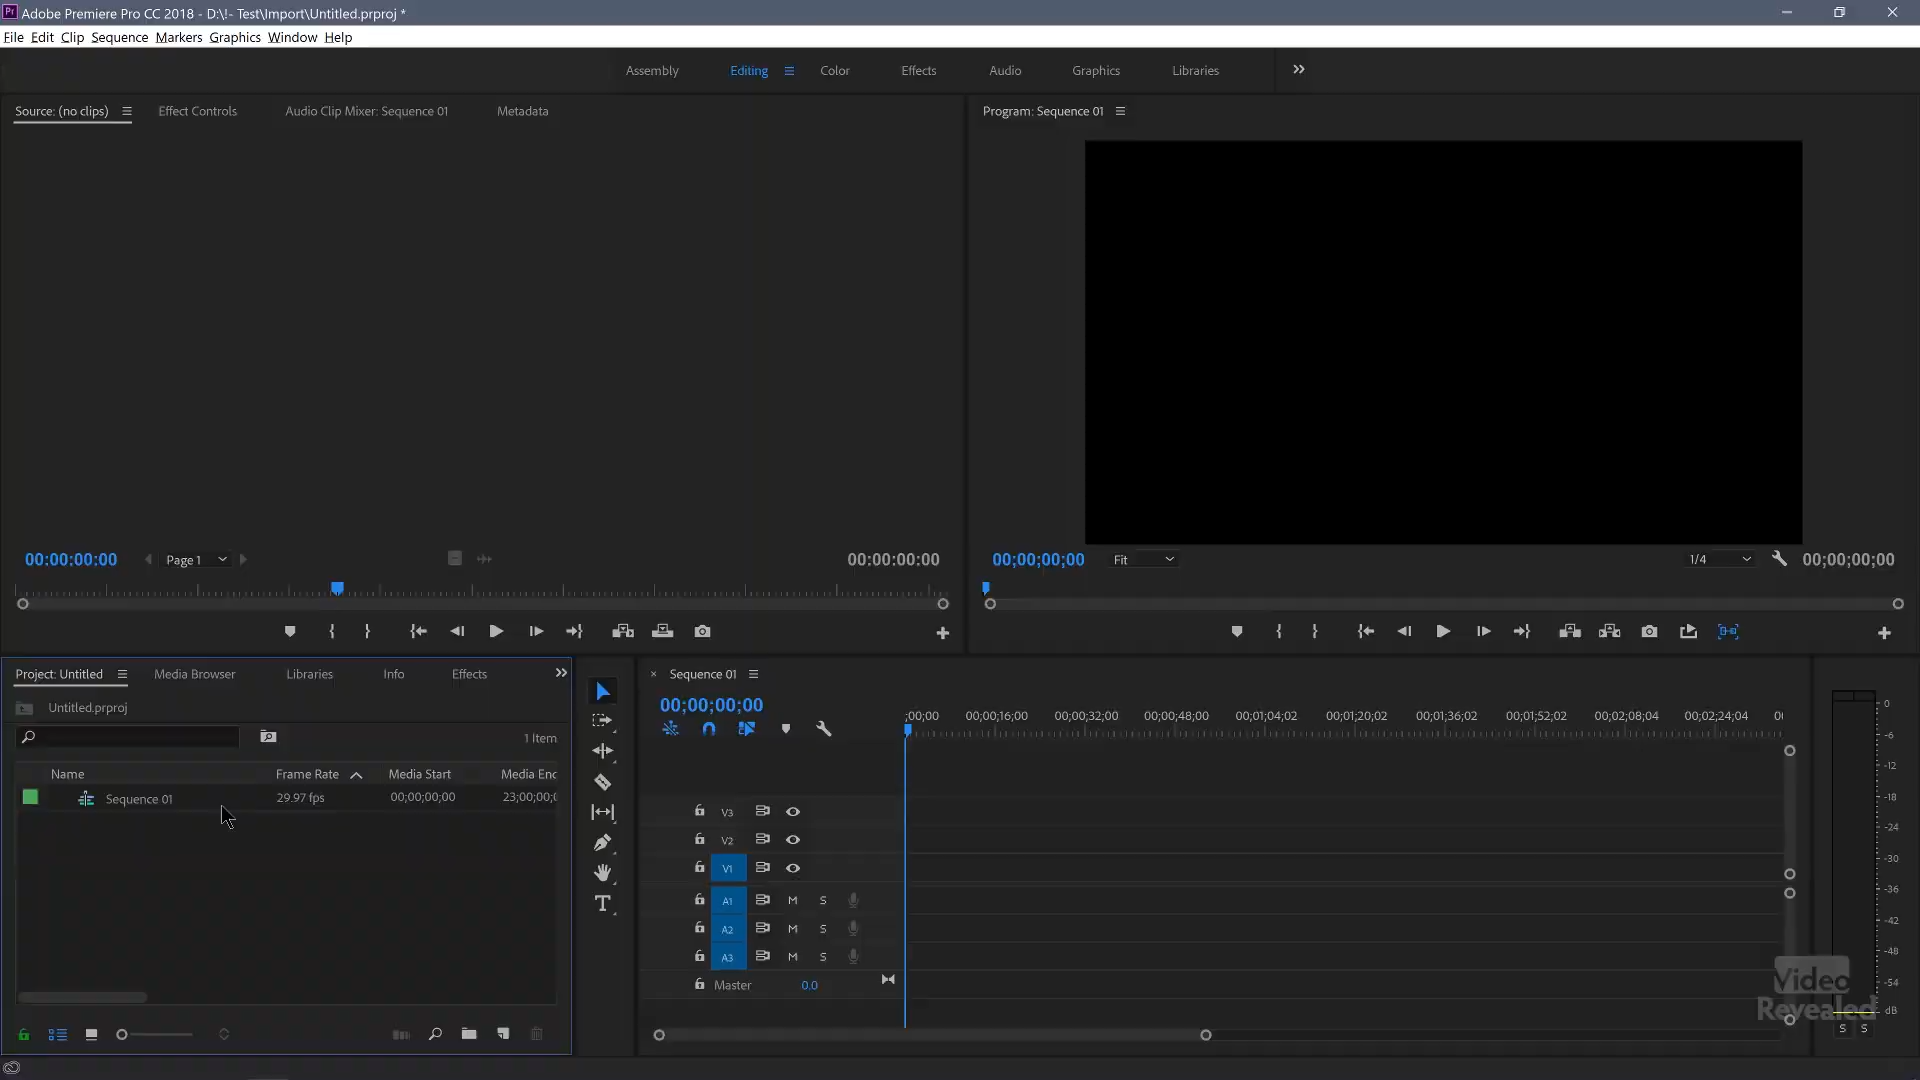 Adobe Premiere Pro CC 2018 - D:\!- Test\Import\Untitled.prproj *
File Edit Clip Sequence Markers Graphics Window Help
Assembly Editing Color Effects Audio Graphics Libraries
Source: (no clips) Effect Controls Audio Clip Mixer: Sequence 01 Metadata
Program: Sequence 01
00:00:00:00 Page 1 00:00:00:00
00;00;00;00 Fit 1/4 00;00;00;00
Project: Untitled Media Browser Libraries Info Effects
Untitled.prproj
1 Item
Name Frame Rate Media Start Media Enc
Sequence 01 29.97 fps 00;00;00;00 23;00;00;0
Sequence 01
00;00;00;00
;00;00 00;00;16;00 00;00;32;00 00;00;48;00 00;01;04;02 00;01;20;02 00;01;36;02 00;01;52;02 00;02;08;04 00;02;24;04 00
V3
V2
V1
A1 M S
A2 M S
A3 M S
Master 0.0
0
-6
-12
-18
-24
-30
-36
-42
-48
-54
dB
S S
Video
Revealed